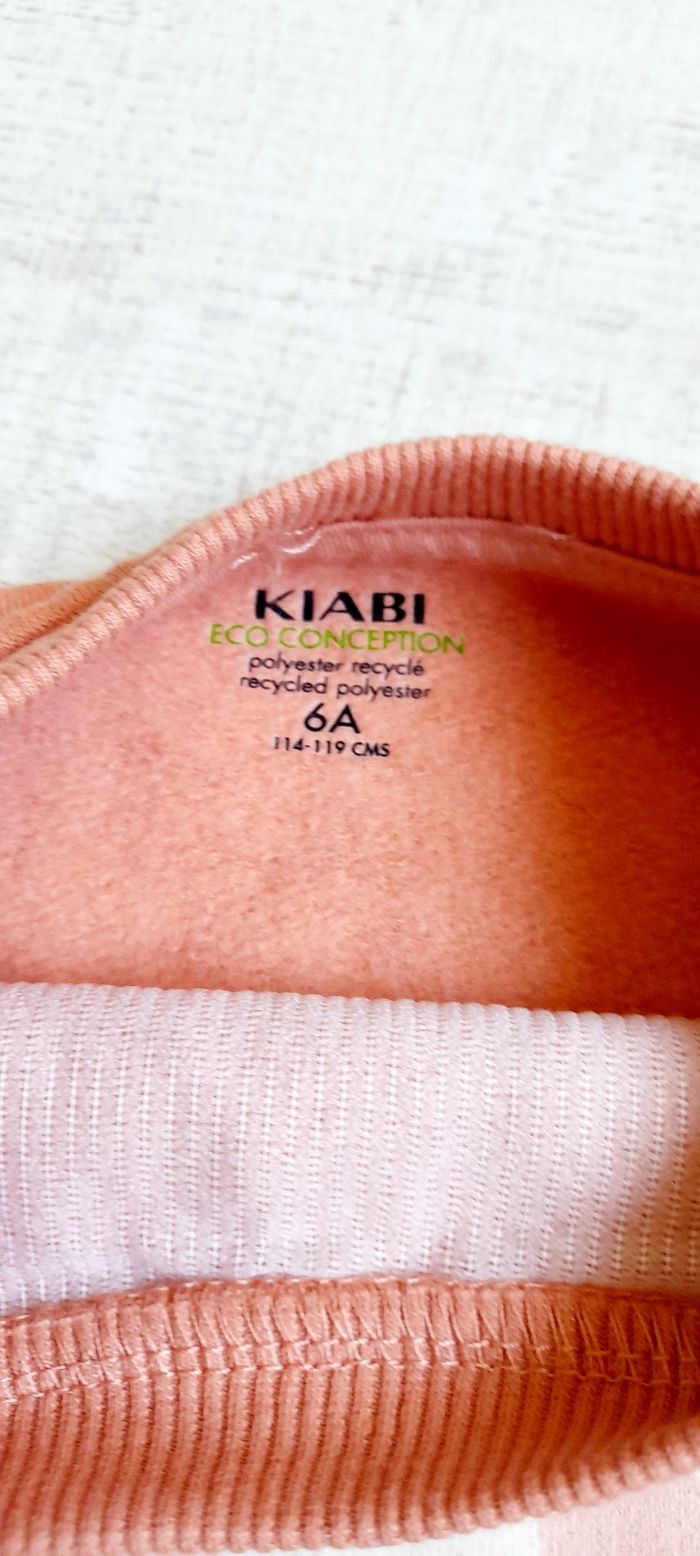 KIABI
ECO CONCEPTION
polyester recyclé
recycled polyester
6A
114-119 CMS